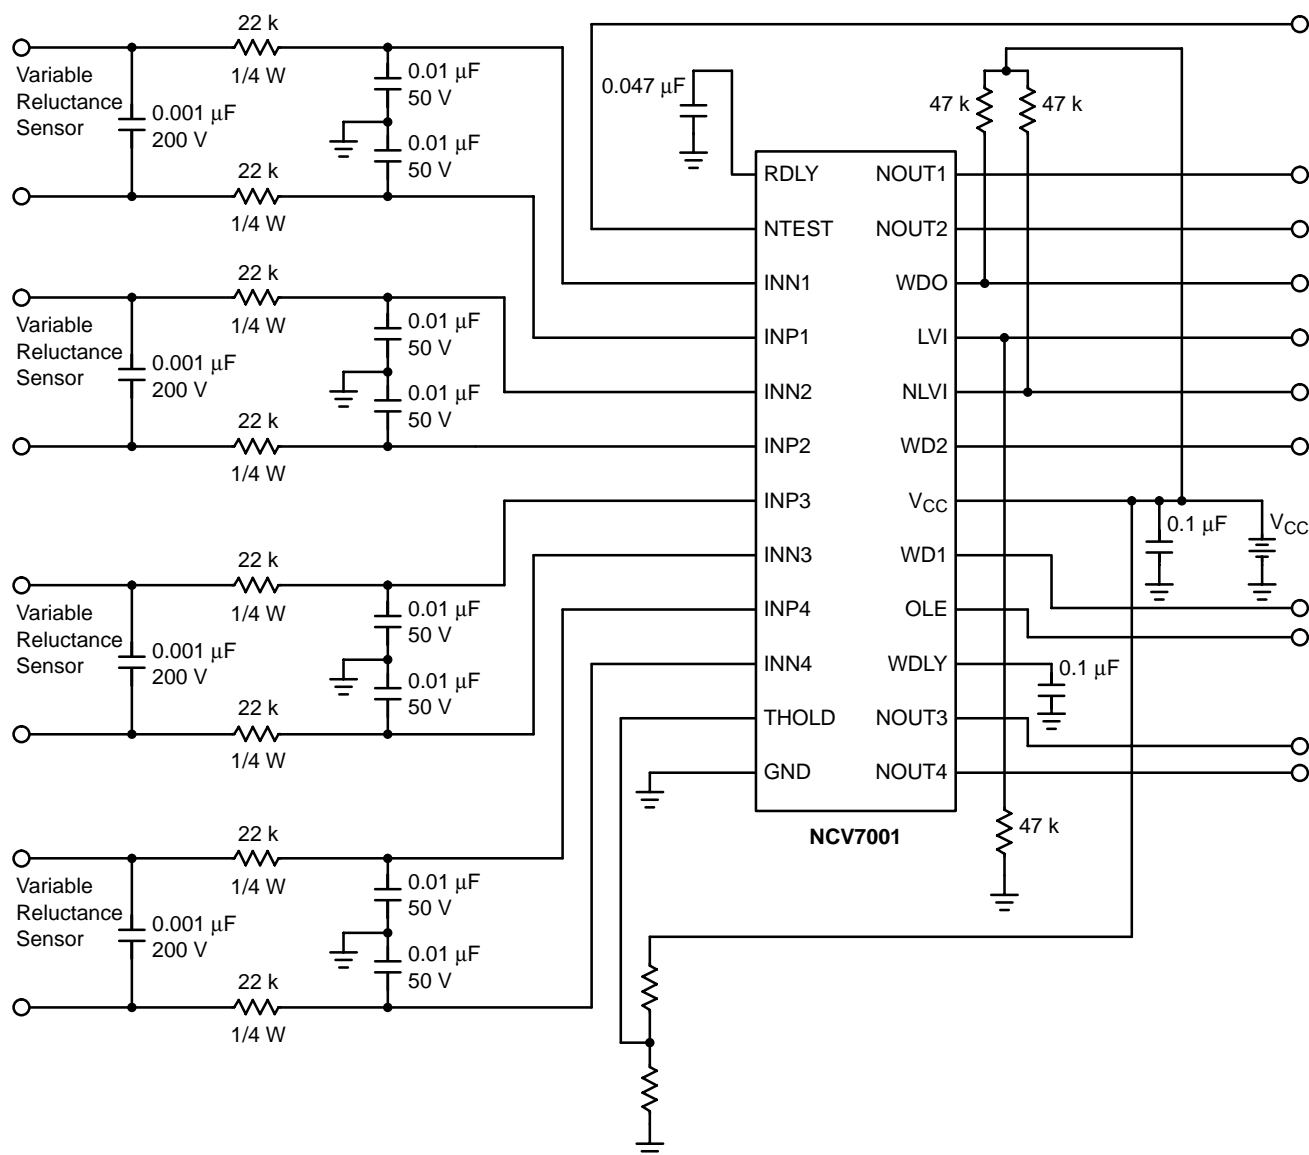 22 k
1/4 W
Variable
Reluctance
Sensor
0.001 μF
200 V
0.01 μF
50 V
0.01 μF
50 V
22 k
1/4 W
22 k
1/4 W
Variable
Reluctance
Sensor
0.001 μF
200 V
0.01 μF
50 V
0.01 μF
50 V
22 k
1/4 W
22 k
1/4 W
Variable
Reluctance
Sensor
0.001 μF
200 V
0.01 μF
50 V
0.01 μF
50 V
22 k
1/4 W
22 k
1/4 W
Variable
Reluctance
Sensor
0.001 μF
200 V
0.01 μF
50 V
0.01 μF
50 V
22 k
1/4 W
0.047 μF
47 k
47 k
RDLY
NTEST
INN1
INP1
INN2
INP2
INP3
INN3
INP4
INN4
THOLD
GND
NOUT1
NOUT2
WDO
LVI
NLVI
WD2
VCC
WD1
OLE
WDLY
NOUT3
NOUT4
0.1 μF
VCC
0.1 μF
47 k
NCV7001